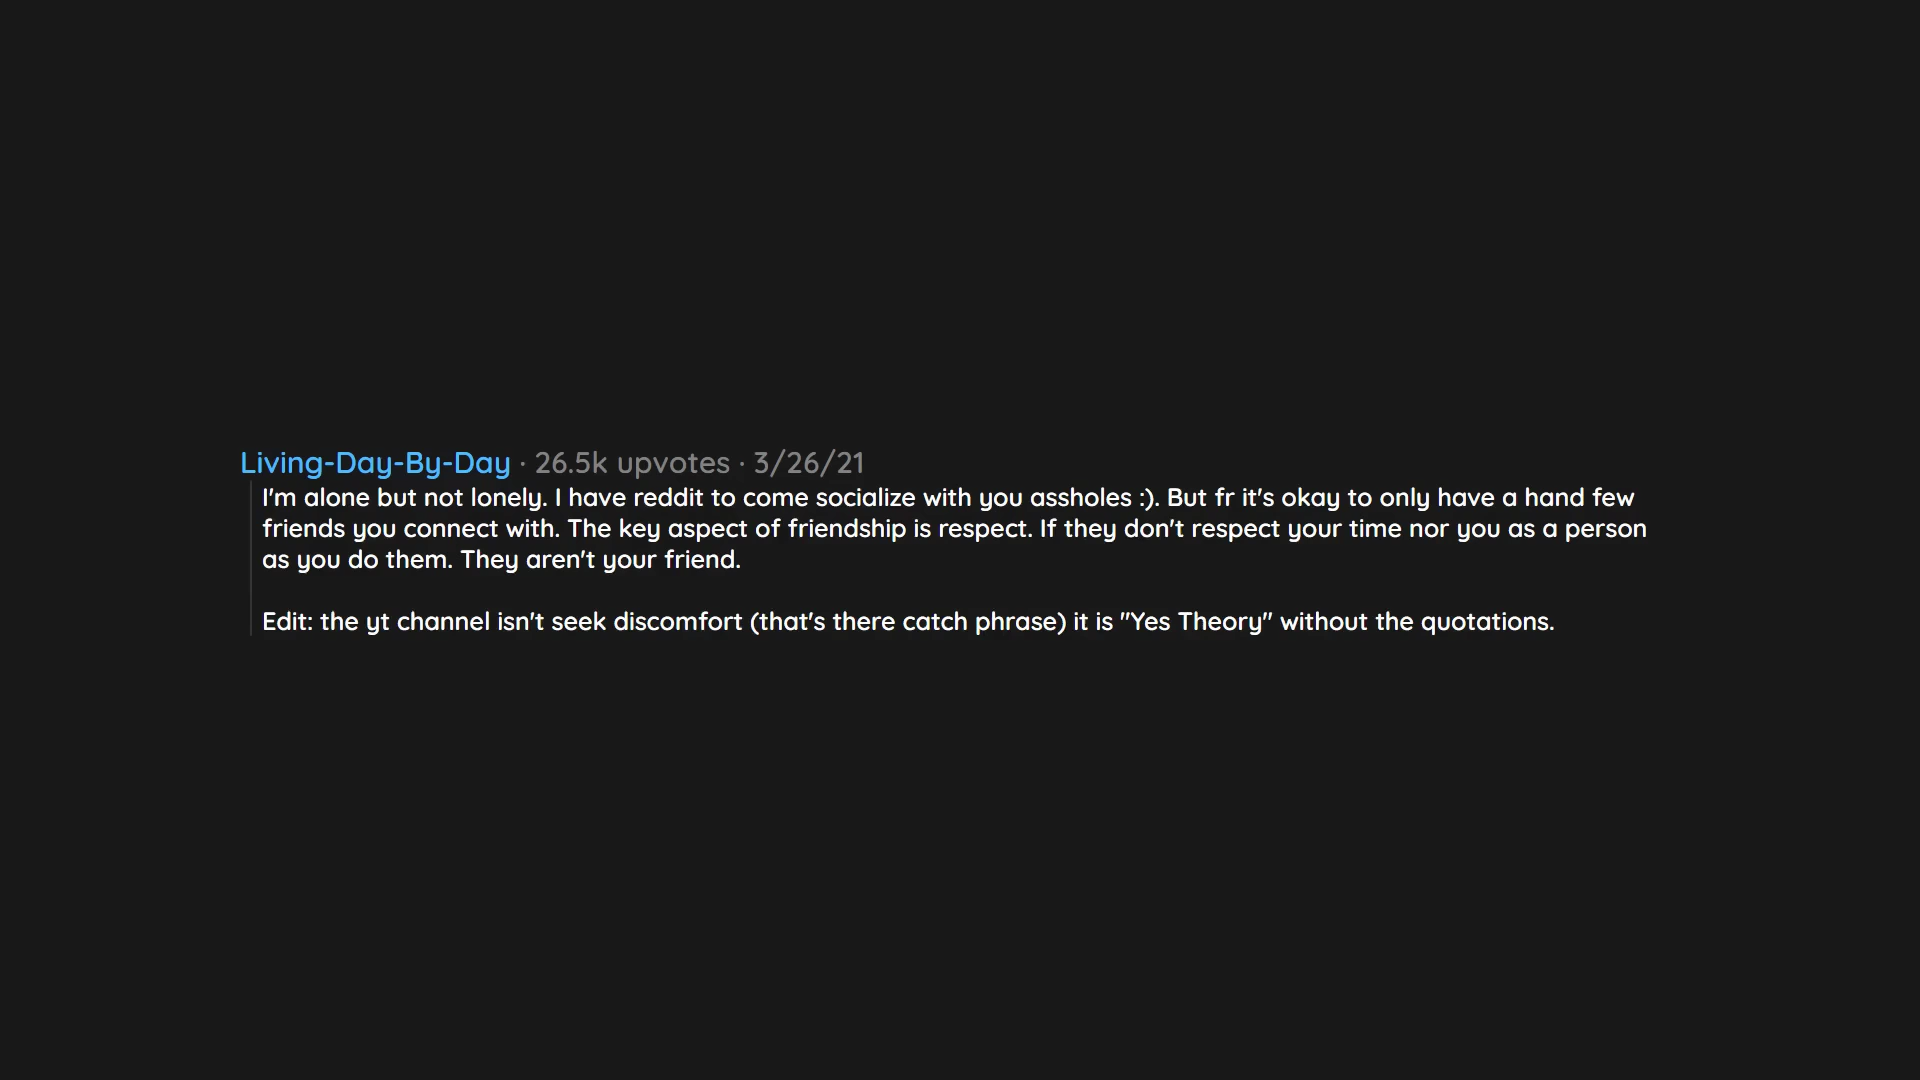 Living-Day-By-Day · 26.5k upvotes · 3/26/21
I'm alone but not lonely. I have reddit to come socialize with you assholes :). But fr it's okay to only have a hand few
friends you connect with. The key aspect of friendship is respect. If they don't respect your time nor you as a person
as you do them. They aren't your friend.
Edit: the yt channel isn't seek discomfort (that's there catch phrase) it is "Yes Theory" without the quotations.